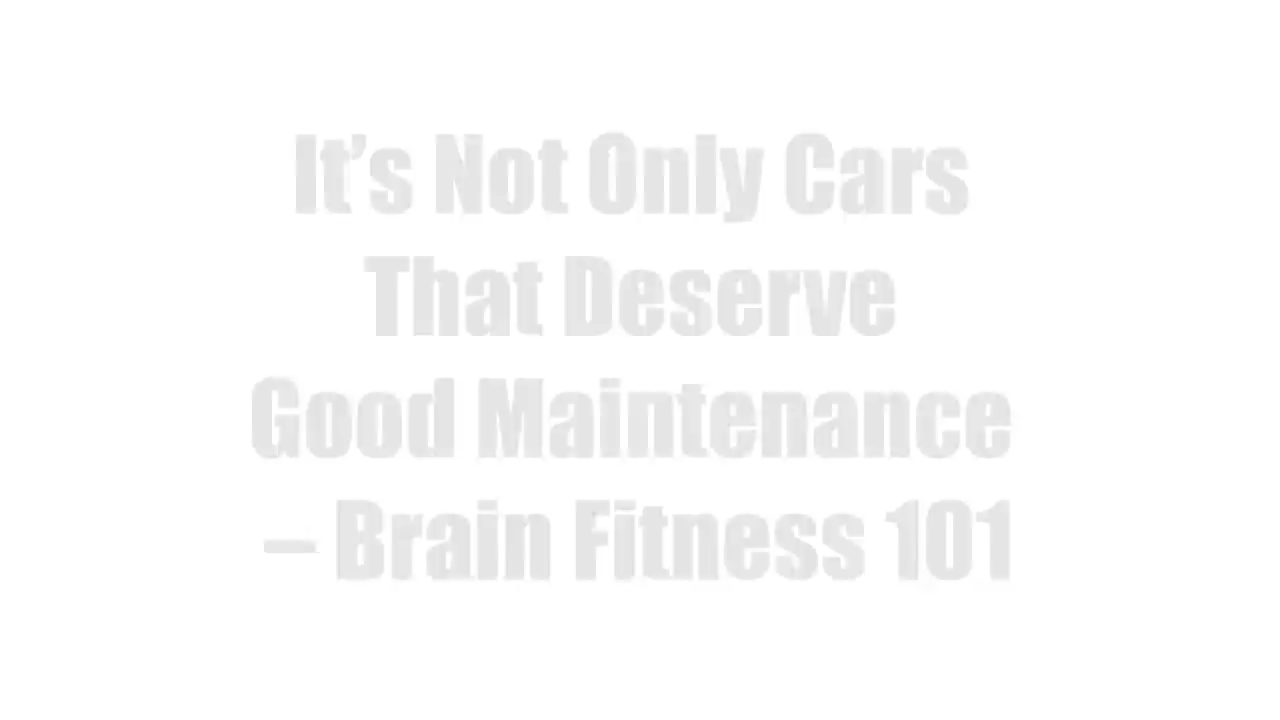 It’s Not Only Cars
That Deserve
Good Maintenance
– Brain Fitness 101